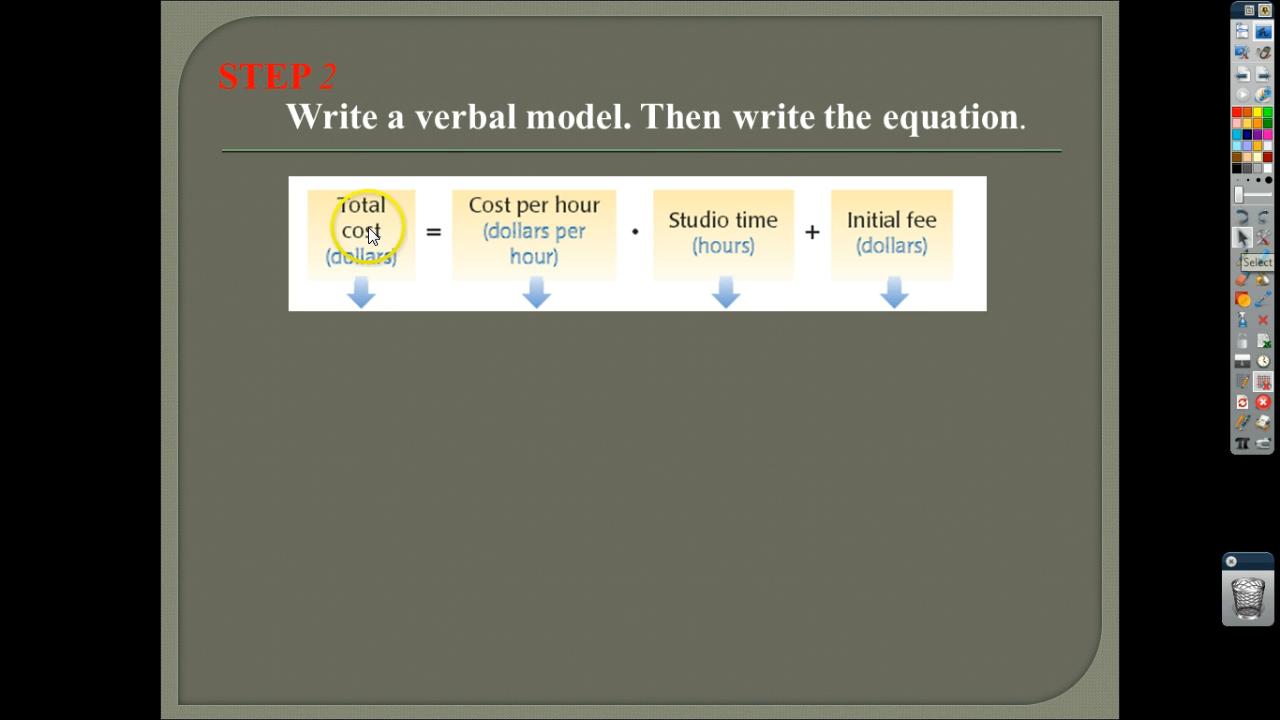 STEP 2
Write a verbal model. Then write the equation.
Total cost (dollars) = Cost per hour (dollars per hour) · Studio time (hours) + Initial fee (dollars)
Select